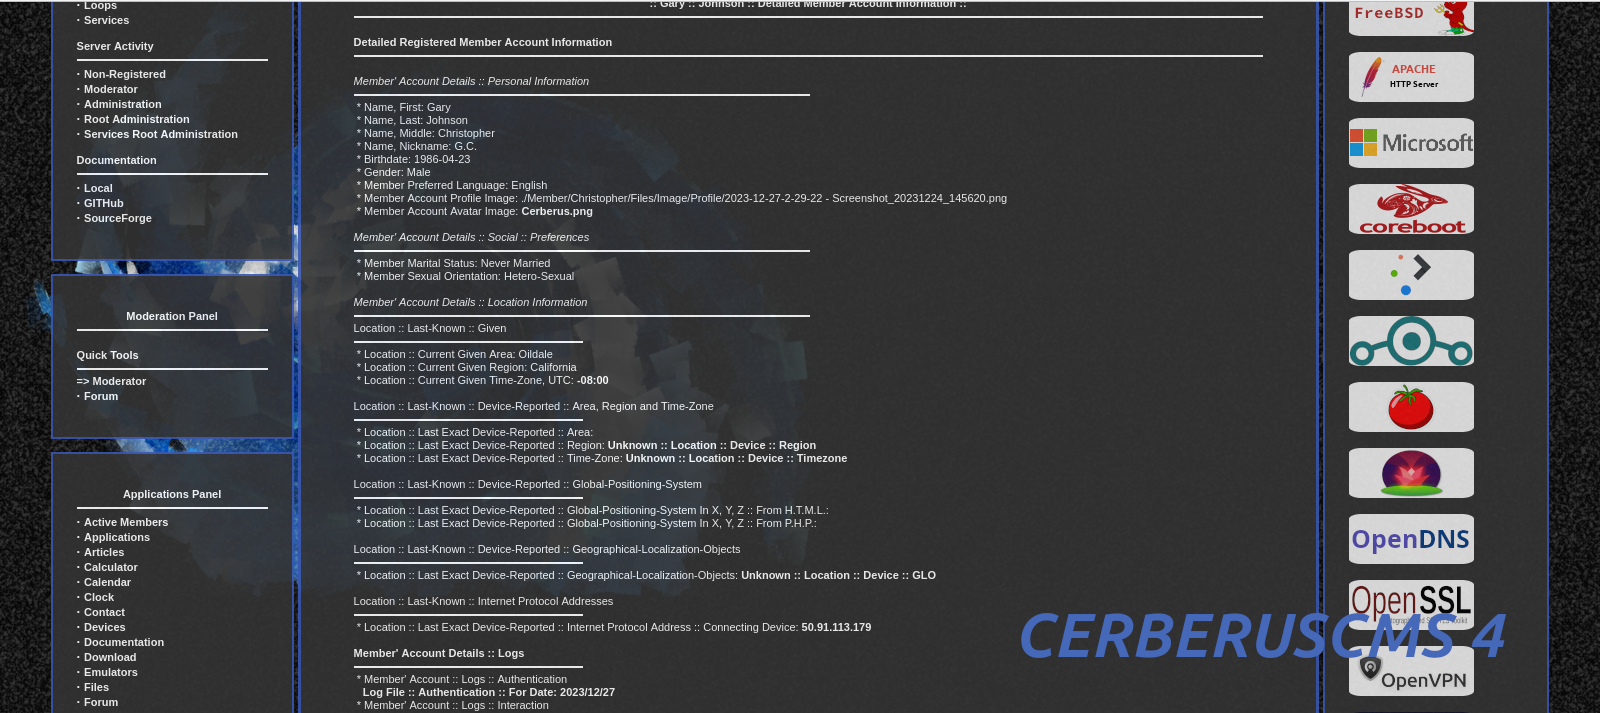 · Loops
· Services
Server Activity
· Non-Registered
· Moderator
· Administration
· Root Administration
· Services Root Administration
Documentation
· Local
· GITHub
· SourceForge
Moderation Panel
Quick Tools
=> Moderator
· Forum
Applications Panel
· Active Members
· Applications
· Articles
· Calculator
· Calendar
· Clock
· Contact
· Devices
· Documentation
· Download
· Emulators
· Files
· Forum
:: Gary :: Johnson :: Detailed Member Account Information ::
Detailed Registered Member Account Information
Member' Account Details :: Personal Information
* Name, First: Gary
* Name, Last: Johnson
* Name, Middle: Christopher
* Name, Nickname: G.C.
* Birthdate: 1986-04-23
* Gender: Male
* Member Preferred Language: English
* Member Account Profile Image: ./Member/Christopher/Files/Image/Profile/2023-12-27-2-29-22 - Screenshot_20231224_145620.png
* Member Account Avatar Image: Cerberus.png
Member' Account Details :: Social :: Preferences
* Member Marital Status: Never Married
* Member Sexual Orientation: Hetero-Sexual
Member' Account Details :: Location Information
Location :: Last-Known :: Given
* Location :: Current Given Area: Oildale
* Location :: Current Given Region: California
* Location :: Current Given Time-Zone, UTC: -08:00
Location :: Last-Known :: Device-Reported :: Area, Region and Time-Zone
* Location :: Last Exact Device-Reported :: Area:
* Location :: Last Exact Device-Reported :: Region: Unknown :: Location :: Device :: Region
* Location :: Last Exact Device-Reported :: Time-Zone: Unknown :: Location :: Device :: Timezone
Location :: Last-Known :: Device-Reported :: Global-Positioning-System
* Location :: Last Exact Device-Reported :: Global-Positioning-System In X, Y, Z :: From H.T.M.L.:
* Location :: Last Exact Device-Reported :: Global-Positioning-System In X, Y, Z :: From P.H.P.:
Location :: Last-Known :: Device-Reported :: Geographical-Localization-Objects
* Location :: Last Exact Device-Reported :: Geographical-Localization-Objects: Unknown :: Location :: Device :: GLO
Location :: Last-Known :: Internet Protocol Addresses
* Location :: Last Exact Device-Reported :: Internet Protocol Address :: Connecting Device: 50.91.113.179
Member' Account Details :: Logs
* Member' Account :: Logs :: Authentication
Log File :: Authentication :: For Date: 2023/12/27
* Member' Account :: Logs :: Interaction
FreeBSD
APACHE
HTTP Server
Microsoft
coreboot
OpenDNS
OpenSSL
CERBERUSCMS 4
OpenVPN